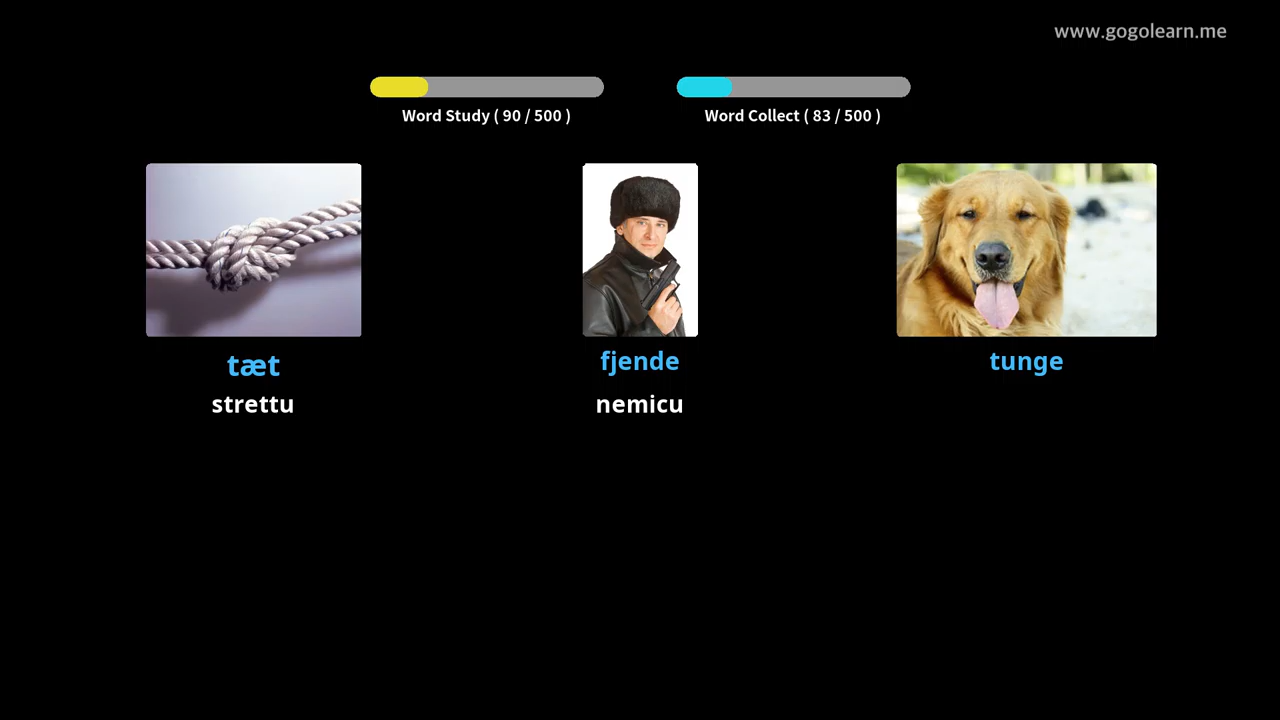 www.gogolearn.me
Word Study ( 90 / 500 )
Word Collect ( 83 / 500 )
tæt
fjende
tunge
strettu
nemicu